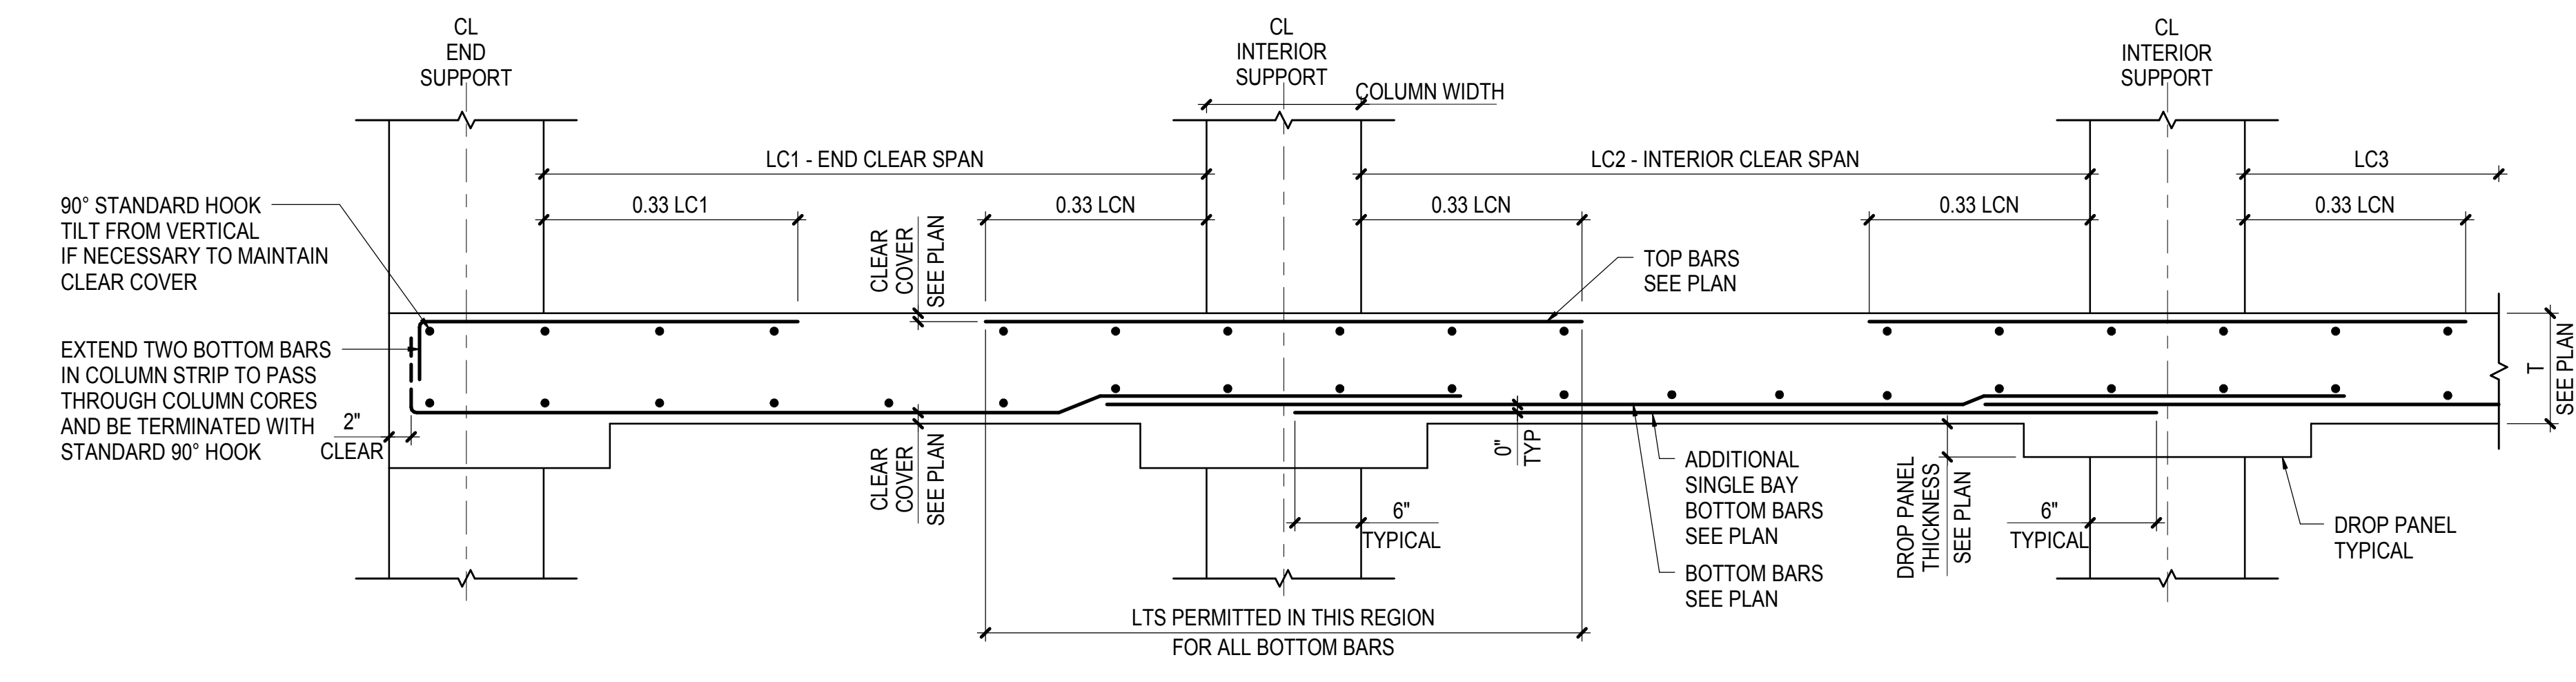 CL
END
SUPPORT
CL
INTERIOR
SUPPORT
CL
INTERIOR
SUPPORT
COLUMN WIDTH
LC1 - END CLEAR SPAN
LC2 - INTERIOR CLEAR SPAN
LC3
0.33 LC1
0.33 LCN
0.33 LCN
0.33 LCN
0.33 LCN
90° STANDARD HOOK
TILT FROM VERTICAL
IF NECESSARY TO MAINTAIN
CLEAR COVER
CLEAR
COVER
SEE PLAN
TOP BARS
SEE PLAN
EXTEND TWO BOTTOM BARS
IN COLUMN STRIP TO PASS
THROUGH COLUMN CORES
AND BE TERMINATED WITH
STANDARD 90° HOOK
2"
CLEAR
T
SEE PLAN
CLEAR
COVER
SEE PLAN
0"
TYP
ADDITIONAL
SINGLE BAY
BOTTOM BARS
SEE PLAN
BOTTOM BARS
SEE PLAN
DROP PANEL
THICKNESS
SEE PLAN
6"
TYPICAL
6"
TYPICAL
DROP PANEL
TYPICAL
LTS PERMITTED IN THIS REGION
FOR ALL BOTTOM BARS